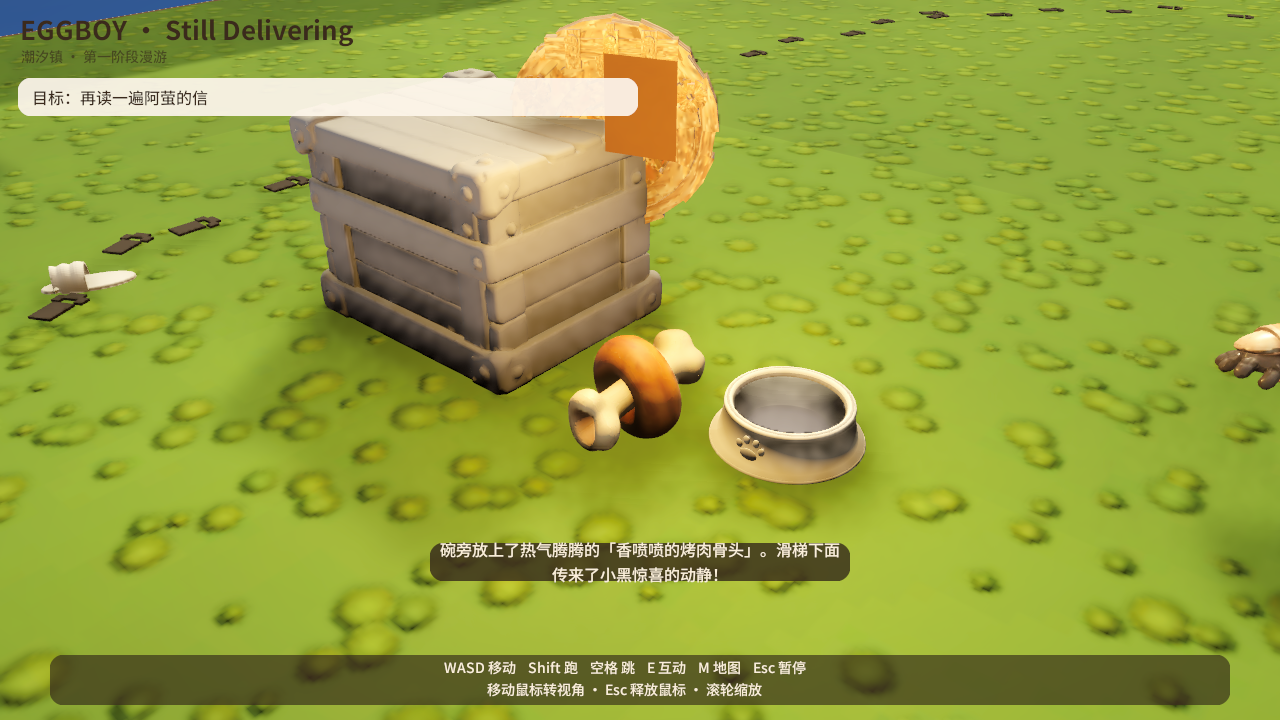 EGGBOY · Still Delivering
潮汐镇 · 第一阶段漫游
目标：再读一遍阿萤的信
碗旁放上了热气腾腾的「香喷喷的烤肉骨头」。滑梯下面
传来了小黑惊喜的动静！
WASD 移动 Shift 跑 空格 跳 E 互动 M 地图 Esc 暂停
移动鼠标转视角 · Esc 释放鼠标 · 滚轮缩放